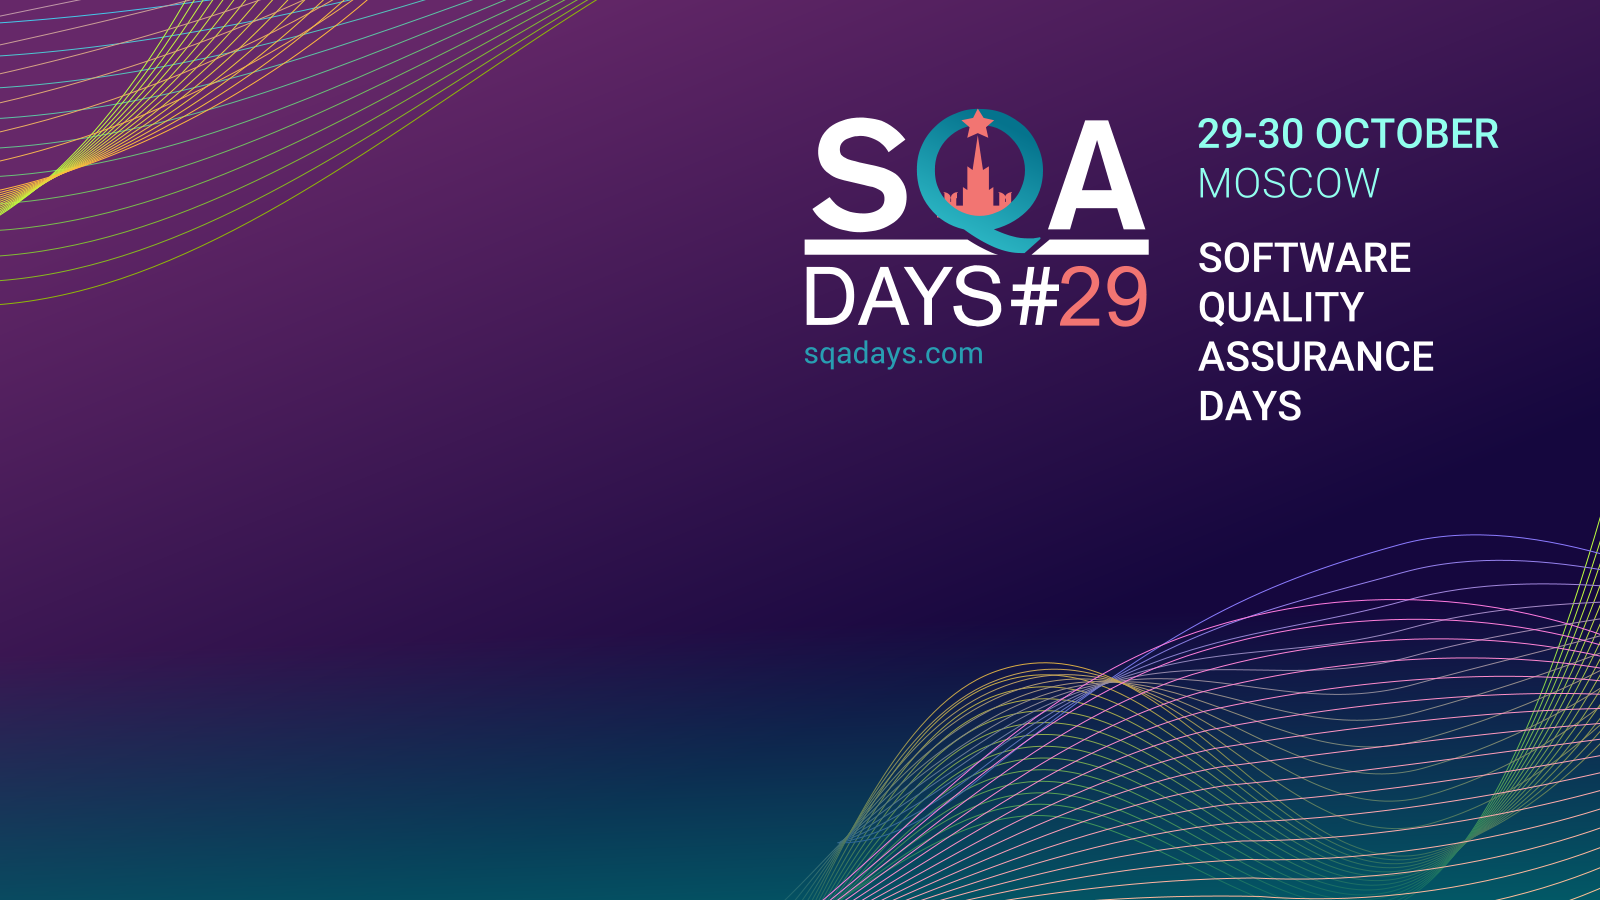 SQA
DAYS #29
sqadays.com
29-30 OCTOBER
MOSCOW
SOFTWARE
QUALITY
ASSURANCE
DAYS